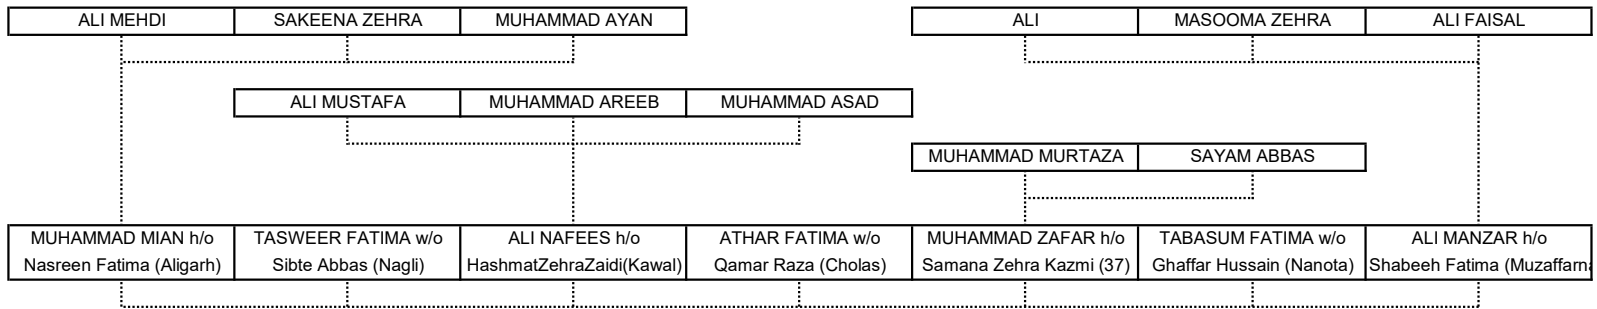 ALI MEHDI SAKEENA ZEHRA MUHAMMAD AYAN ALI MASOOMA ZEHRA ALI FAISAL
ALI MUSTAFA MUHAMMAD AREEB MUHAMMAD ASAD
MUHAMMAD MURTAZA SAYAM ABBAS
MUHAMMAD MIAN h/o TASWEER FATIMA w/o ALI NAFEES h/o ATHAR FATIMA w/o MUHAMMAD ZAFAR h/o TABASUM FATIMA w/o ALI MANZAR h/o
Nasreen Fatima (Aligarh) Sibte Abbas (Nagli) HashmatZehraZaidi(Kawal) Qamar Raza (Cholas) Samana Zehra Kazmi (37) Ghaffar Hussain (Nanota) Shabeeh Fatima (Muzaffarna